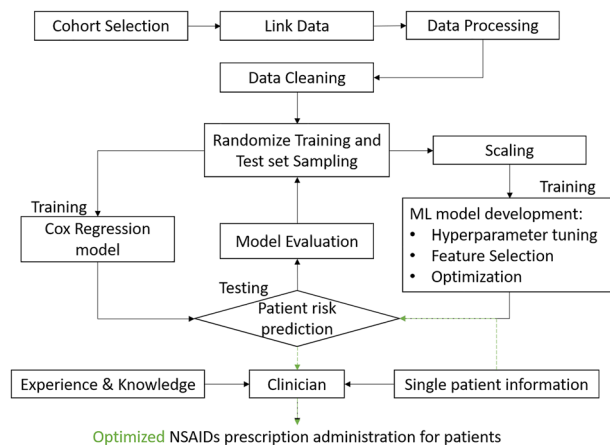 Cohort Selection
Link Data
Data Processing
Data Cleaning
Randomize Training and
Test set Sampling
Scaling
Training
Training
Cox Regression
model
Model Evaluation
ML model development:
• Hyperparameter tuning
• Feature Selection
• Optimization
Testing
Patient risk
prediction
Experience & Knowledge
Clinician
Single patient information
Optimized NSAIDs prescription administration for patients